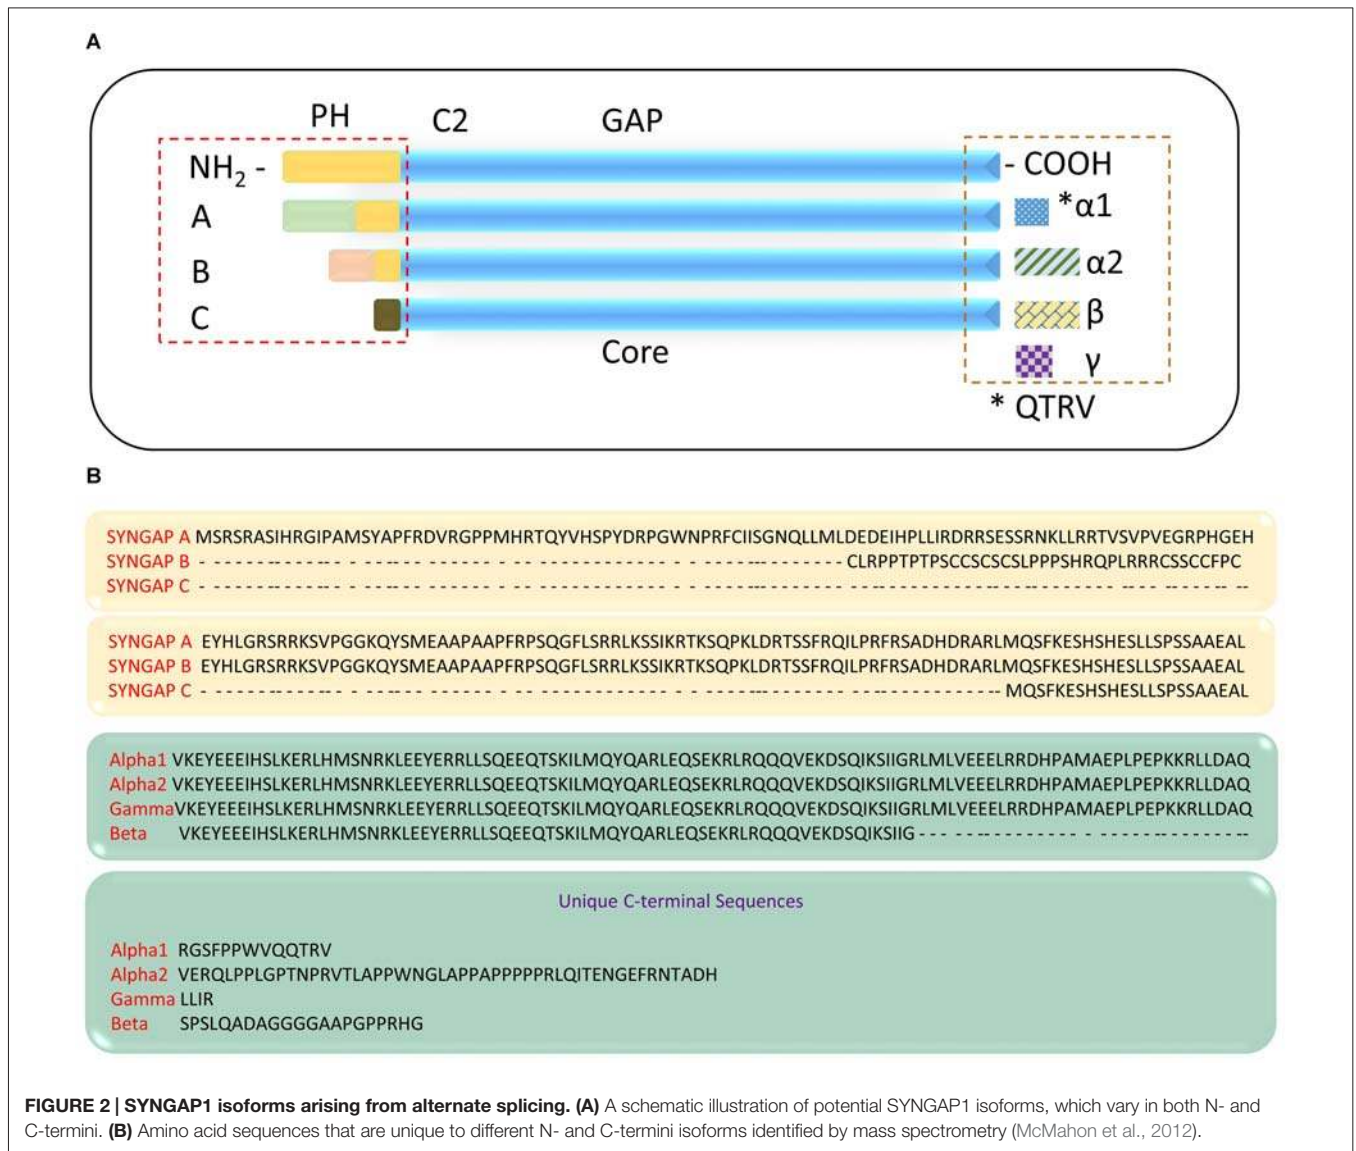 A
PH C2 GAP
NH2 - - COOH
A *α1
B α2
C β
Core γ
* QTRV
B
SYNGAP A MSRSRASIHRGIPAMSYAPFRDVRGPPMHRTQYVHSPYDRPGWNPRFCIISGNQLLMLDEDEIHPLLIRDRRSESSRNKLLRRTVSVPVEGRPHGEH
SYNGAP B - - - - - - - - - - - - - - - - - - - - - - - - - - - - - - - - - - - - - - - - - - - - - - - - - - - - - - - - - - CLRPPTPTPSCCSCSCSLPPPSHRQPLRRRCSSCCFPC
SYNGAP C - - - - - - - - - - - - - - - - - - - - - - - - - - - - - - - - - - - - - - - - - - - - - - - - - - - - - - - - - - - - - - - - - - - - - - - - - - - - - - - - - - - - - - - - - - - -
SYNGAP A EYHLGRSRRKSVPGGKQYSMEAAPAAPFRPSQGFLSRRLKSSIKRTKSQPKLDRTSSFRQILPRFRSADHDRARLMQSFKESHSHESLLSPSSAAEAL
SYNGAP B EYHLGRSRRKSVPGGKQYSMEAAPAAPFRPSQGFLSRRLKSSIKRTKSQPKLDRTSSFRQILPRFRSADHDRARLMQSFKESHSHESLLSPSSAAEAL
SYNGAP C - - - - - - - - - - - - - - - - - - - - - - - - - - - - - - - - - - - - - - - - - - - - - - - - - - - - - - - - - - - - - - - - - - - - - - - - - - MQSFKESHSHESLLSPSSAAEAL
Alpha1 VKEYEEEIHSLKERLHMSNRKLEEYERRLLSQEEQTSKILMQYQARLEQSEKRLRQQQVEKDSQIKSIIGRLMLVEEELRRDHPAMAEPLPEPKKRLLDAQ
Alpha2 VKEYEEEIHSLKERLHMSNRKLEEYERRLLSQEEQTSKILMQYQARLEQSEKRLRQQQVEKDSQIKSIIGRLMLVEEELRRDHPAMAEPLPEPKKRLLDAQ
Gamma VKEYEEEIHSLKERLHMSNRKLEEYERRLLSQEEQTSKILMQYQARLEQSEKRLRQQQVEKDSQIKSIIGRLMLVEEELRRDHPAMAEPLPEPKKRLLDAQ
Beta VKEYEEEIHSLKERLHMSNRKLEEYERRLLSQEEQTSKILMQYQARLEQSEKRLRQQQVEKDSQIKSIIG - - - - - - - - - - - - - - - - - - - - - - - - - - - - - - -
Unique C-terminal Sequences
Alpha1 RGSFPPWVQQTRV
Alpha2 VERQLPPLGPTNPRVTLAPPWNGLAPPAPPPPPRLQITENGEFRNTADH
Gamma LLIR
Beta SPSLQADAGGGGAAPGPPRHG
FIGURE 2 | SYNGAP1 isoforms arising from alternate splicing. (A) A schematic illustration of potential SYNGAP1 isoforms, which vary in both N- and
C-termini. (B) Amino acid sequences that are unique to different N- and C-termini isoforms identified by mass spectrometry (McMahon et al., 2012).